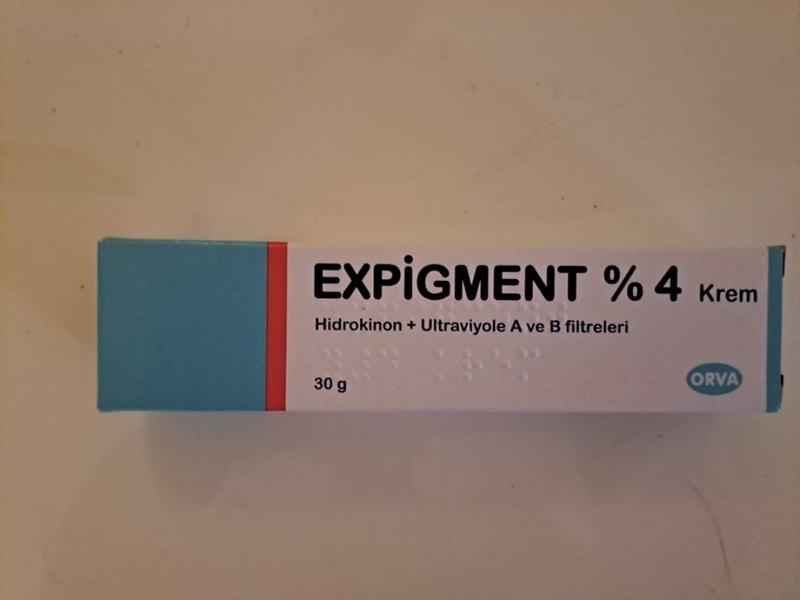 EXPİGMENT % 4 Krem
Hidrokinon + Ultraviyole A ve B filtreleri
30 g
ORVA